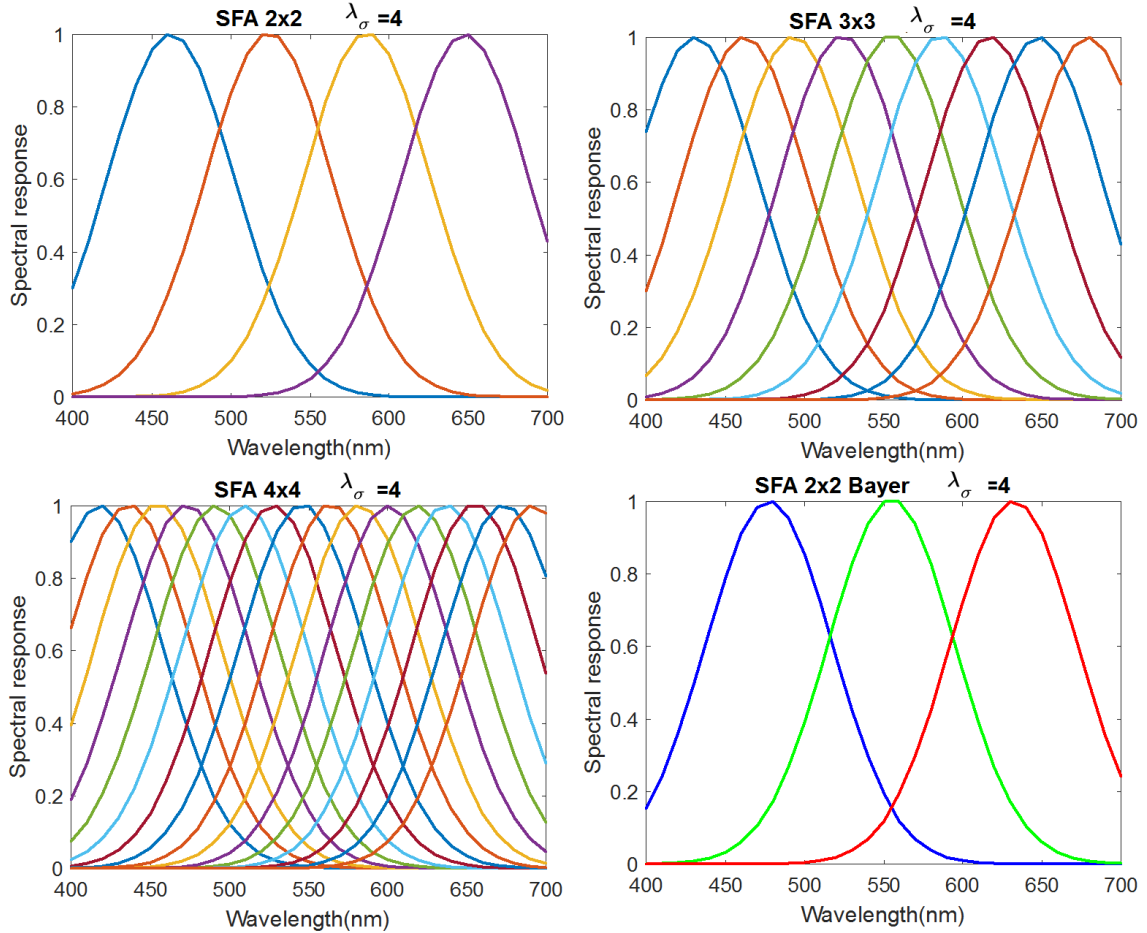 SFA 2x2 λσ =4
1
0.8
0.6
0.4
0.2
0
Spectral response
400 450 500 550 600 650 700
Wavelength(nm)
SFA 3x3 λσ =4
1
0.8
0.6
0.4
0.2
0
Spectral response
400 450 500 550 600 650 700
Wavelength(nm)
SFA 4x4 λσ =4
1
0.8
0.6
0.4
0.2
0
Spectral response
400 450 500 550 600 650 700
Wavelength(nm)
SFA 2x2 Bayer λσ =4
1
0.8
0.6
0.4
0.2
0
Spectral response
400 450 500 550 600 650 700
Wavelength(nm)